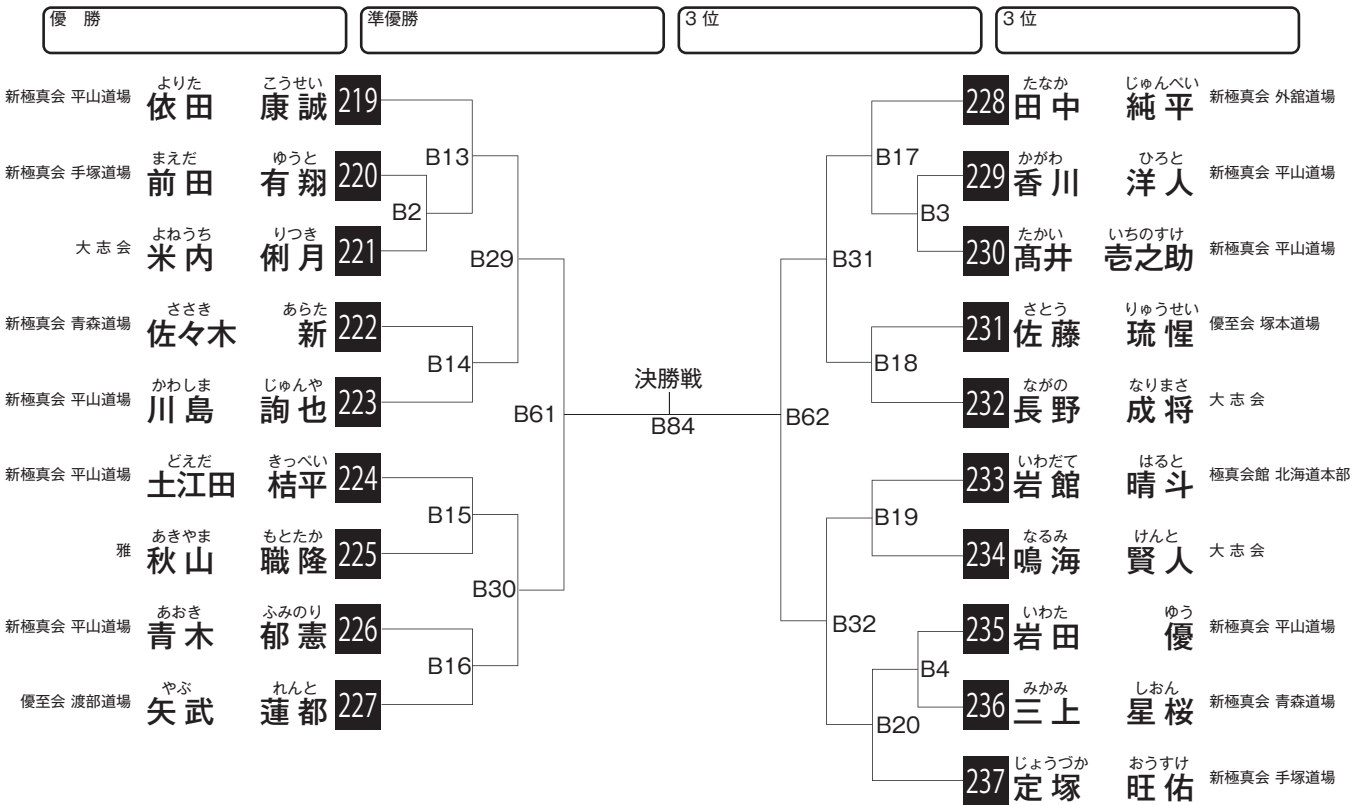 優 勝
準優勝
3 位
3 位
よりた こうせい
新極真会 平山道場 依田 康誠 219
まえだ ゆうと
新極真会 手塚道場 前田 有翔 220
よねうち りつき
大志会 米内 俐月 221
ささき あらた
新極真会 青森道場 佐々木 新 222
かわしま じゅんや
新極真会 平山道場 川島 詢也 223
どえだ きっぺい
新極真会 平山道場 土江田 桔平 224
あきやま もとたか
雅 秋山 職隆 225
あおき ふみのり
新極真会 平山道場 青木 郁憲 226
やぶ れんと
優至会 渡部道場 矢武 蓮都 227
B13
B2
B29
B14
B61
B15
B30
B16
決勝戦
B84
たなか じゅんぺい
228 田中 純平 新極真会 外舘道場
かがわ ひろと
229 香川 洋人 新極真会 平山道場
たかい いちのすけ
230 髙井 壱之助 新極真会 平山道場
さとう りゅうせい
231 佐藤 琉惺 優至会 塚本道場
ながの なりまさ
232 長野 成将 大志会
いわだて はると
233 岩館 晴斗 極真会館 北海道本部
なるみ けんと
234 鳴海 賢人 大志会
いわた ゆう
235 岩田 優 新極真会 平山道場
みかみ しおん
236 三上 星桜 新極真会 青森道場
じょうづか おうすけ
237 定塚 旺佑 新極真会 手塚道場
B17
B3
B31
B18
B62
B19
B32
B4
B20